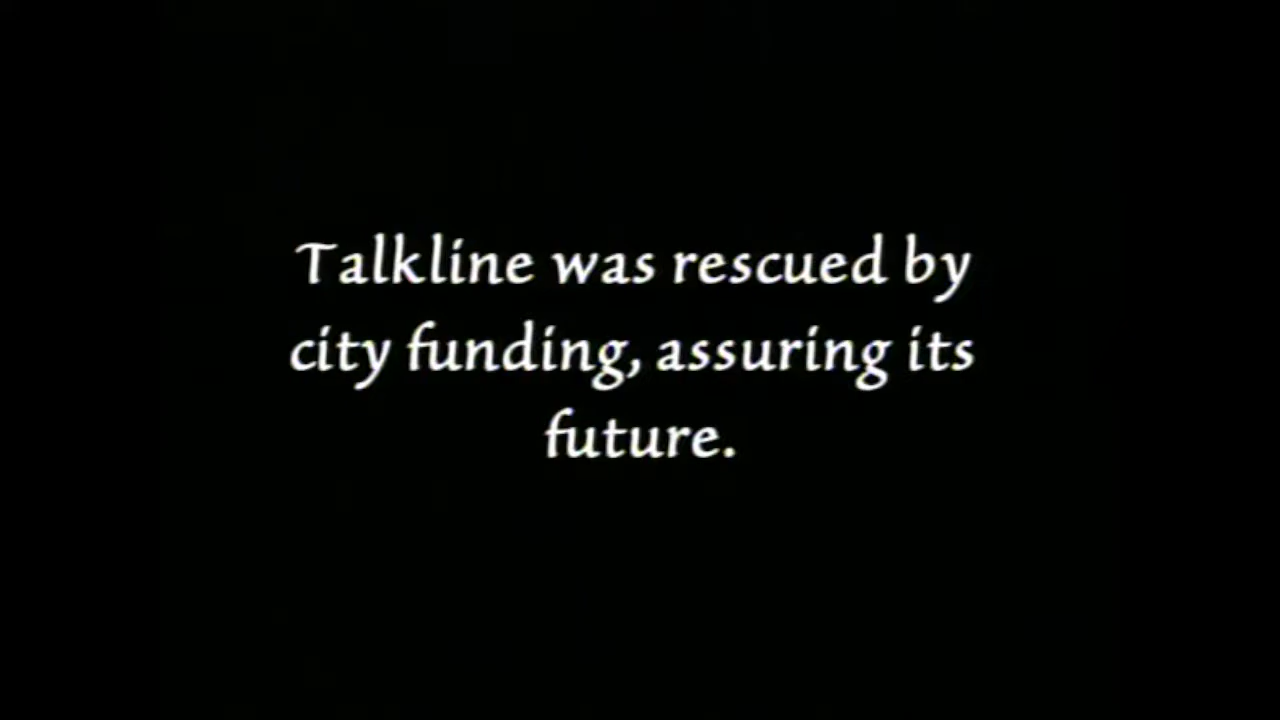 Talkline was rescued by
city funding, assuring its
future.